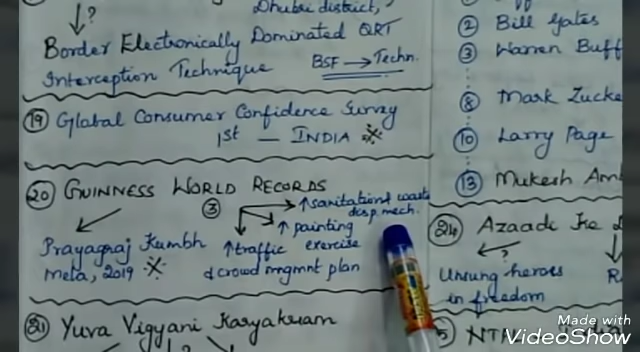 Dhubri district,
?
Border Electronically Dominated QRT
Interception Technique BSF → Techn.
19 Global Consumer Confidence Survey
1st — INDIA
20 GUINNESS WORLD RECORDS
3 ↑ sanitation & waste
disp. mech.
↑ painting
exercise
↑ traffic
& crowd mgmnt plan
Prayagraj Kumbh
Mela, 2019
21 Yuva Vigyani Karyakram
?
2 Bill Gates
3 Warren Buff
8 Mark Zucke
10 Larry Page
13 Mukesh Am
24 Azaadi Ke
?
Unsung heroes
in freedom
R
Made with
VideoShow